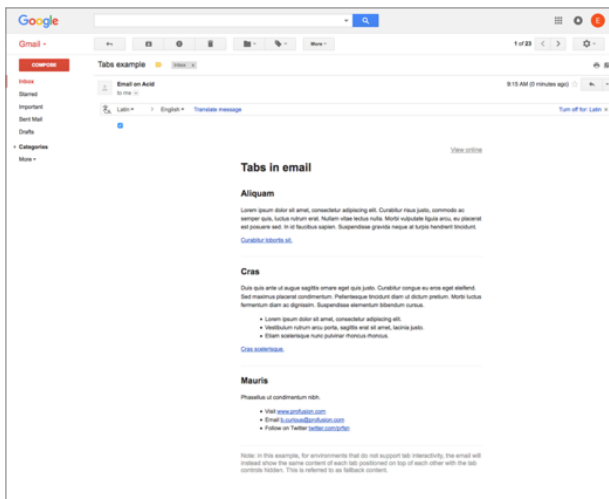 Google
E
Gmail
More
1 of 23
COMPOSE
Tabs example
Inbox x
Inbox
Starred
Important
Sent Mail
Drafts
Categories
More
Email on Acid
to me
9:15 AM (0 minutes ago)
Latin > English Translate message
Turn off for: Latin x
View online
Tabs in email
Aliquam
Lorem ipsum dolor sit amet, consectetur adipiscing elit. Curabitur risus justo, commodo ac
semper quis, luctus rutrum erat. Nullam vitae lectus nulla. Morbi vulputate ligula arcu, eu placerat
est posuere sed. In id faucibus sapien. Suspendisse gravida neque at turpis hendrerit tincidunt.
Curabitur lobortis sit.
Cras
Duis quis ante ut augue sagittis ornare eget quis justo. Curabitur congue eu eros eget eleifend.
Sed maximus placerat condimentum. Pellentesque tincidunt diam ut dictum pretium. Morbi luctus
fermentum diam ac dignissim. Suspendisse elementum bibendum cursus.
• Lorem ipsum dolor sit amet, consectetur adipiscing elit.
• Vestibulum rutrum arcu porta, sagittis erat sit amet, lacinia justo.
• Etiam scelerisque nunc pulvinar rhoncus rhoncus.
Cras scelerisque.
Mauris
Phasellus ut condimentum nibh.
• Visit www.profusion.com
• Email b.curious@profusion.com
• Follow on Twitter twitter.com/prfsn
Note: in this example, for environments that do not support tab interactivity, the email will
instead show the same content of each tab positioned on top of each other with the tab
controls hidden. This is referred to as fallback content.